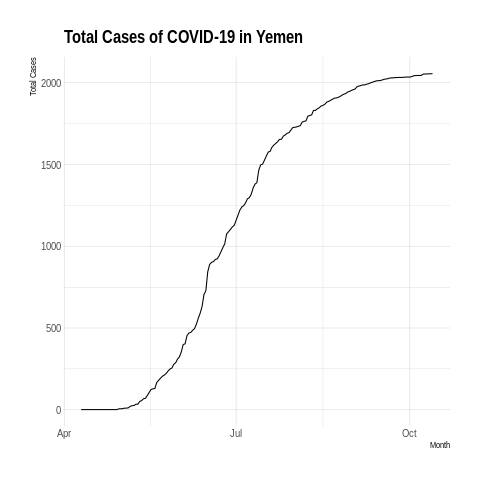 Total Cases of COVID-19 in Yemen
Total Cases
2000
1500
1000
500
0
Apr
Jul
Oct
Month